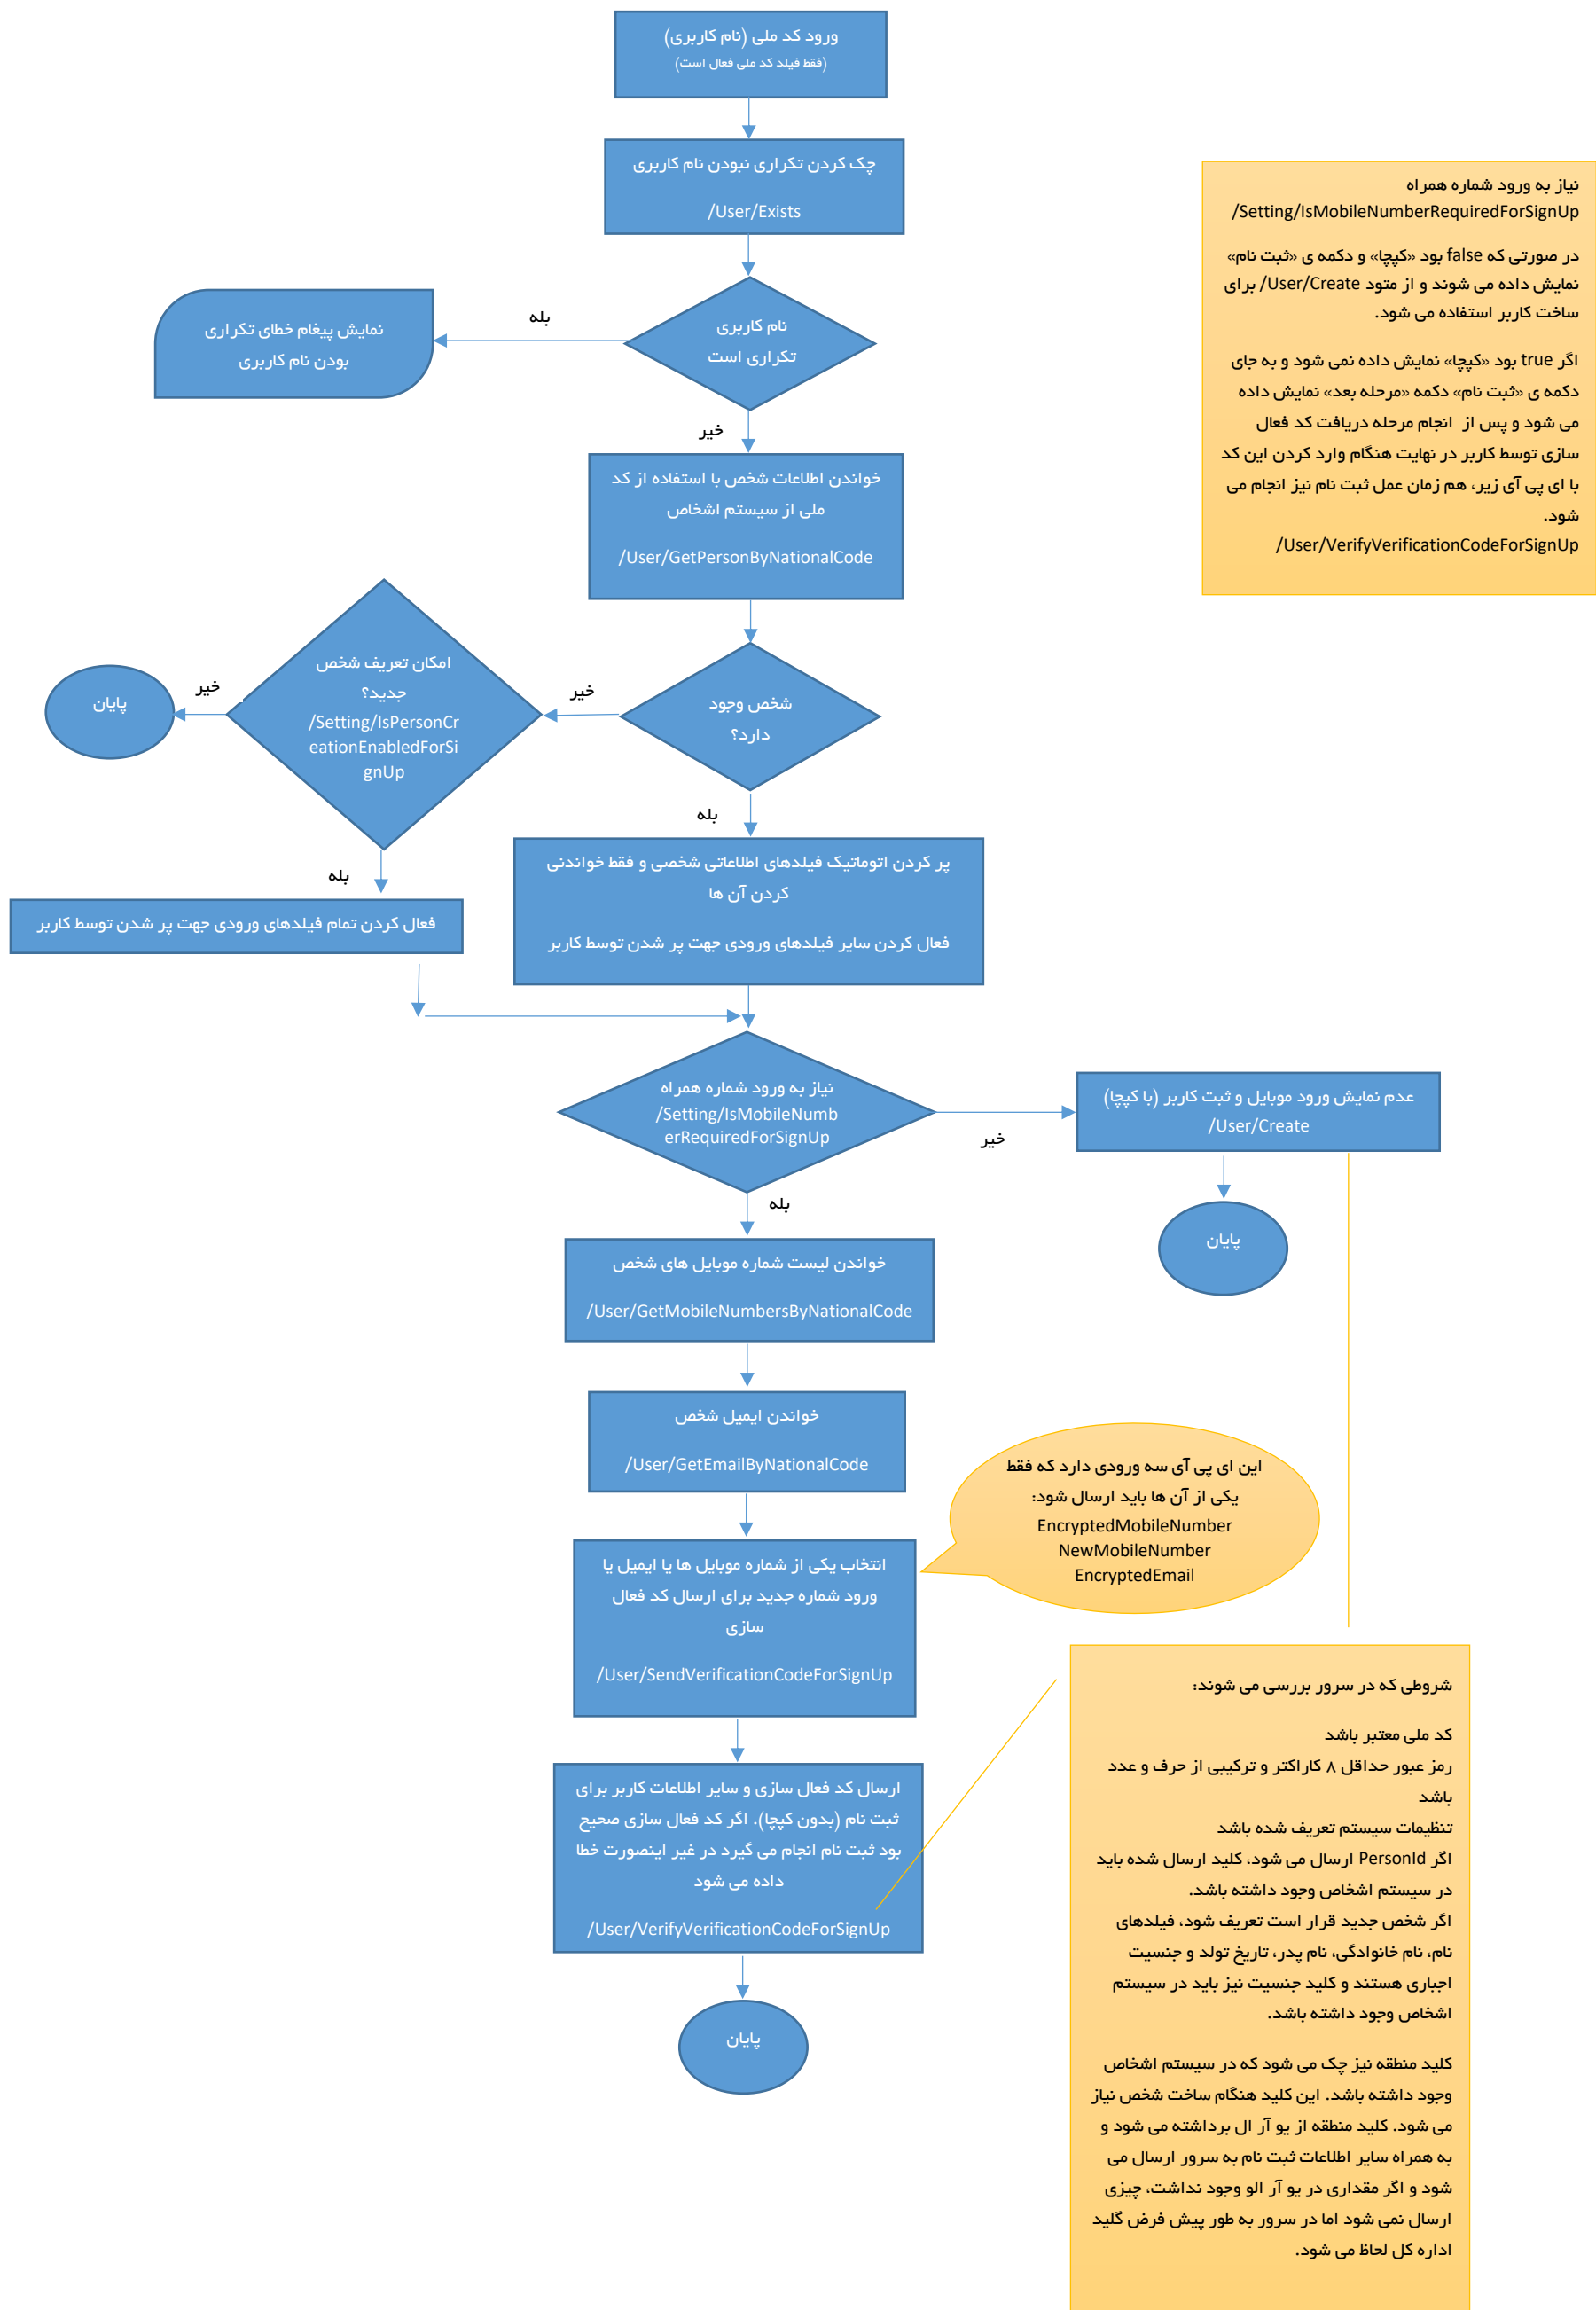 ورود کد ملی (نام کاربری)
(فقط فیلد کد ملی فعال است)
چک کردن تکراری نبودن نام کاربری
/User/Exists
نام کاربری
تکراری است
بله
نمایش پیغام خطای تکراری
بودن نام کاربری
خیر
خواندن اطلاعات شخص با استفاده از کد
ملی از سیستم اشخاص
/User/GetPersonByNationalCode
شخص وجود
دارد؟
خیر
امکان تعریف شخص
جدید؟
/Setting/IsPersonCr
eationEnabledForSi
gnUp
خیر
پایان
بله
فعال کردن تمام فیلدهای ورودی جهت پر شدن توسط کاربر
بله
پر کردن اتوماتیک فیلدهای اطلاعاتی شخصی و فقط خواندنی
کردن آن ها
فعال کردن سایر فیلدهای ورودی جهت پر شدن توسط کاربر
نیاز به ورود شماره همراه
/Setting/IsMobileNumb
erRequiredForSignUp
خیر
عدم نمایش ورود موبایل و ثبت کاربر (با کپچا)
/User/Create
پایان
بله
خواندن لیست شماره موبایل های شخص
/User/GetMobileNumbersByNationalCode
خواندن ایمیل شخص
/User/GetEmailByNationalCode
انتخاب یکی از شماره موبایل ها یا ایمیل یا
ورود شماره جدید برای ارسال کد فعال
سازی
/User/SendVerificationCodeForSignUp
این ای پی آی سه ورودی دارد که فقط
یکی از آن ها باید ارسال شود:
EncryptedMobileNumber
NewMobileNumber
EncryptedEmail
ارسال کد فعال سازی و سایر اطلاعات کاربر برای
ثبت نام (بدون کپچا). اگر کد فعال سازی صحیح
بود ثبت نام انجام می گیرد در غیر اینصورت خطا
داده می شود
/User/VerifyVerificationCodeForSignUp
پایان
نیاز به ورود شماره همراه
/Setting/IsMobileNumberRequiredForSignUp
در صورتی که false بود «کپچا» و دکمه ی «ثبت نام»
نمایش داده می شوند و از متود User/Create/ برای
ساخت کاربر استفاده می شود.
اگر true بود «کپچا» نمایش داده نمی شود و به جای
دکمه ی «ثبت نام» دکمه «مرحله بعد» نمایش داده
می شود و پس از انجام مرحله دریافت کد فعال
سازی توسط کاربر در نهایت هنگام وارد کردن این کد
با ای پی آی زیر، هم زمان عمل ثبت نام نیز انجام می
شود.
/User/VerifyVerificationCodeForSignUp
شروطی که در سرور بررسی می شوند:
کد ملی معتبر باشد
رمز عبور حداقل ۸ کاراکتر و ترکیبی از حرف و عدد
باشد
تنظیمات سیستم تعریف شده باشد
اگر PersonId ارسال می شود، کلید ارسال شده باید
در سیستم اشخاص وجود داشته باشد.
اگر شخص جدید قرار است تعریف شود، فیلدهای
نام، نام خانوادگی، نام پدر، تاریخ تولد و جنسیت
اجباری هستند و کلید جنسیت نیز باید در سیستم
اشخاص وجود داشته باشد.
کلید منطقه نیز چک می شود که در سیستم اشخاص
وجود داشته باشد. این کلید هنگام ساخت شخص نیاز
می شود. کلید منطقه از یو آر ال برداشته می شود و
به همراه سایر اطلاعات ثبت نام به سرور ارسال می
شود و اگر مقداری در یو آر الو وجود نداشت، چیزی
ارسال نمی شود اما در سرور به طور پیش فرض گلید
اداره کل لحاظ می شود.